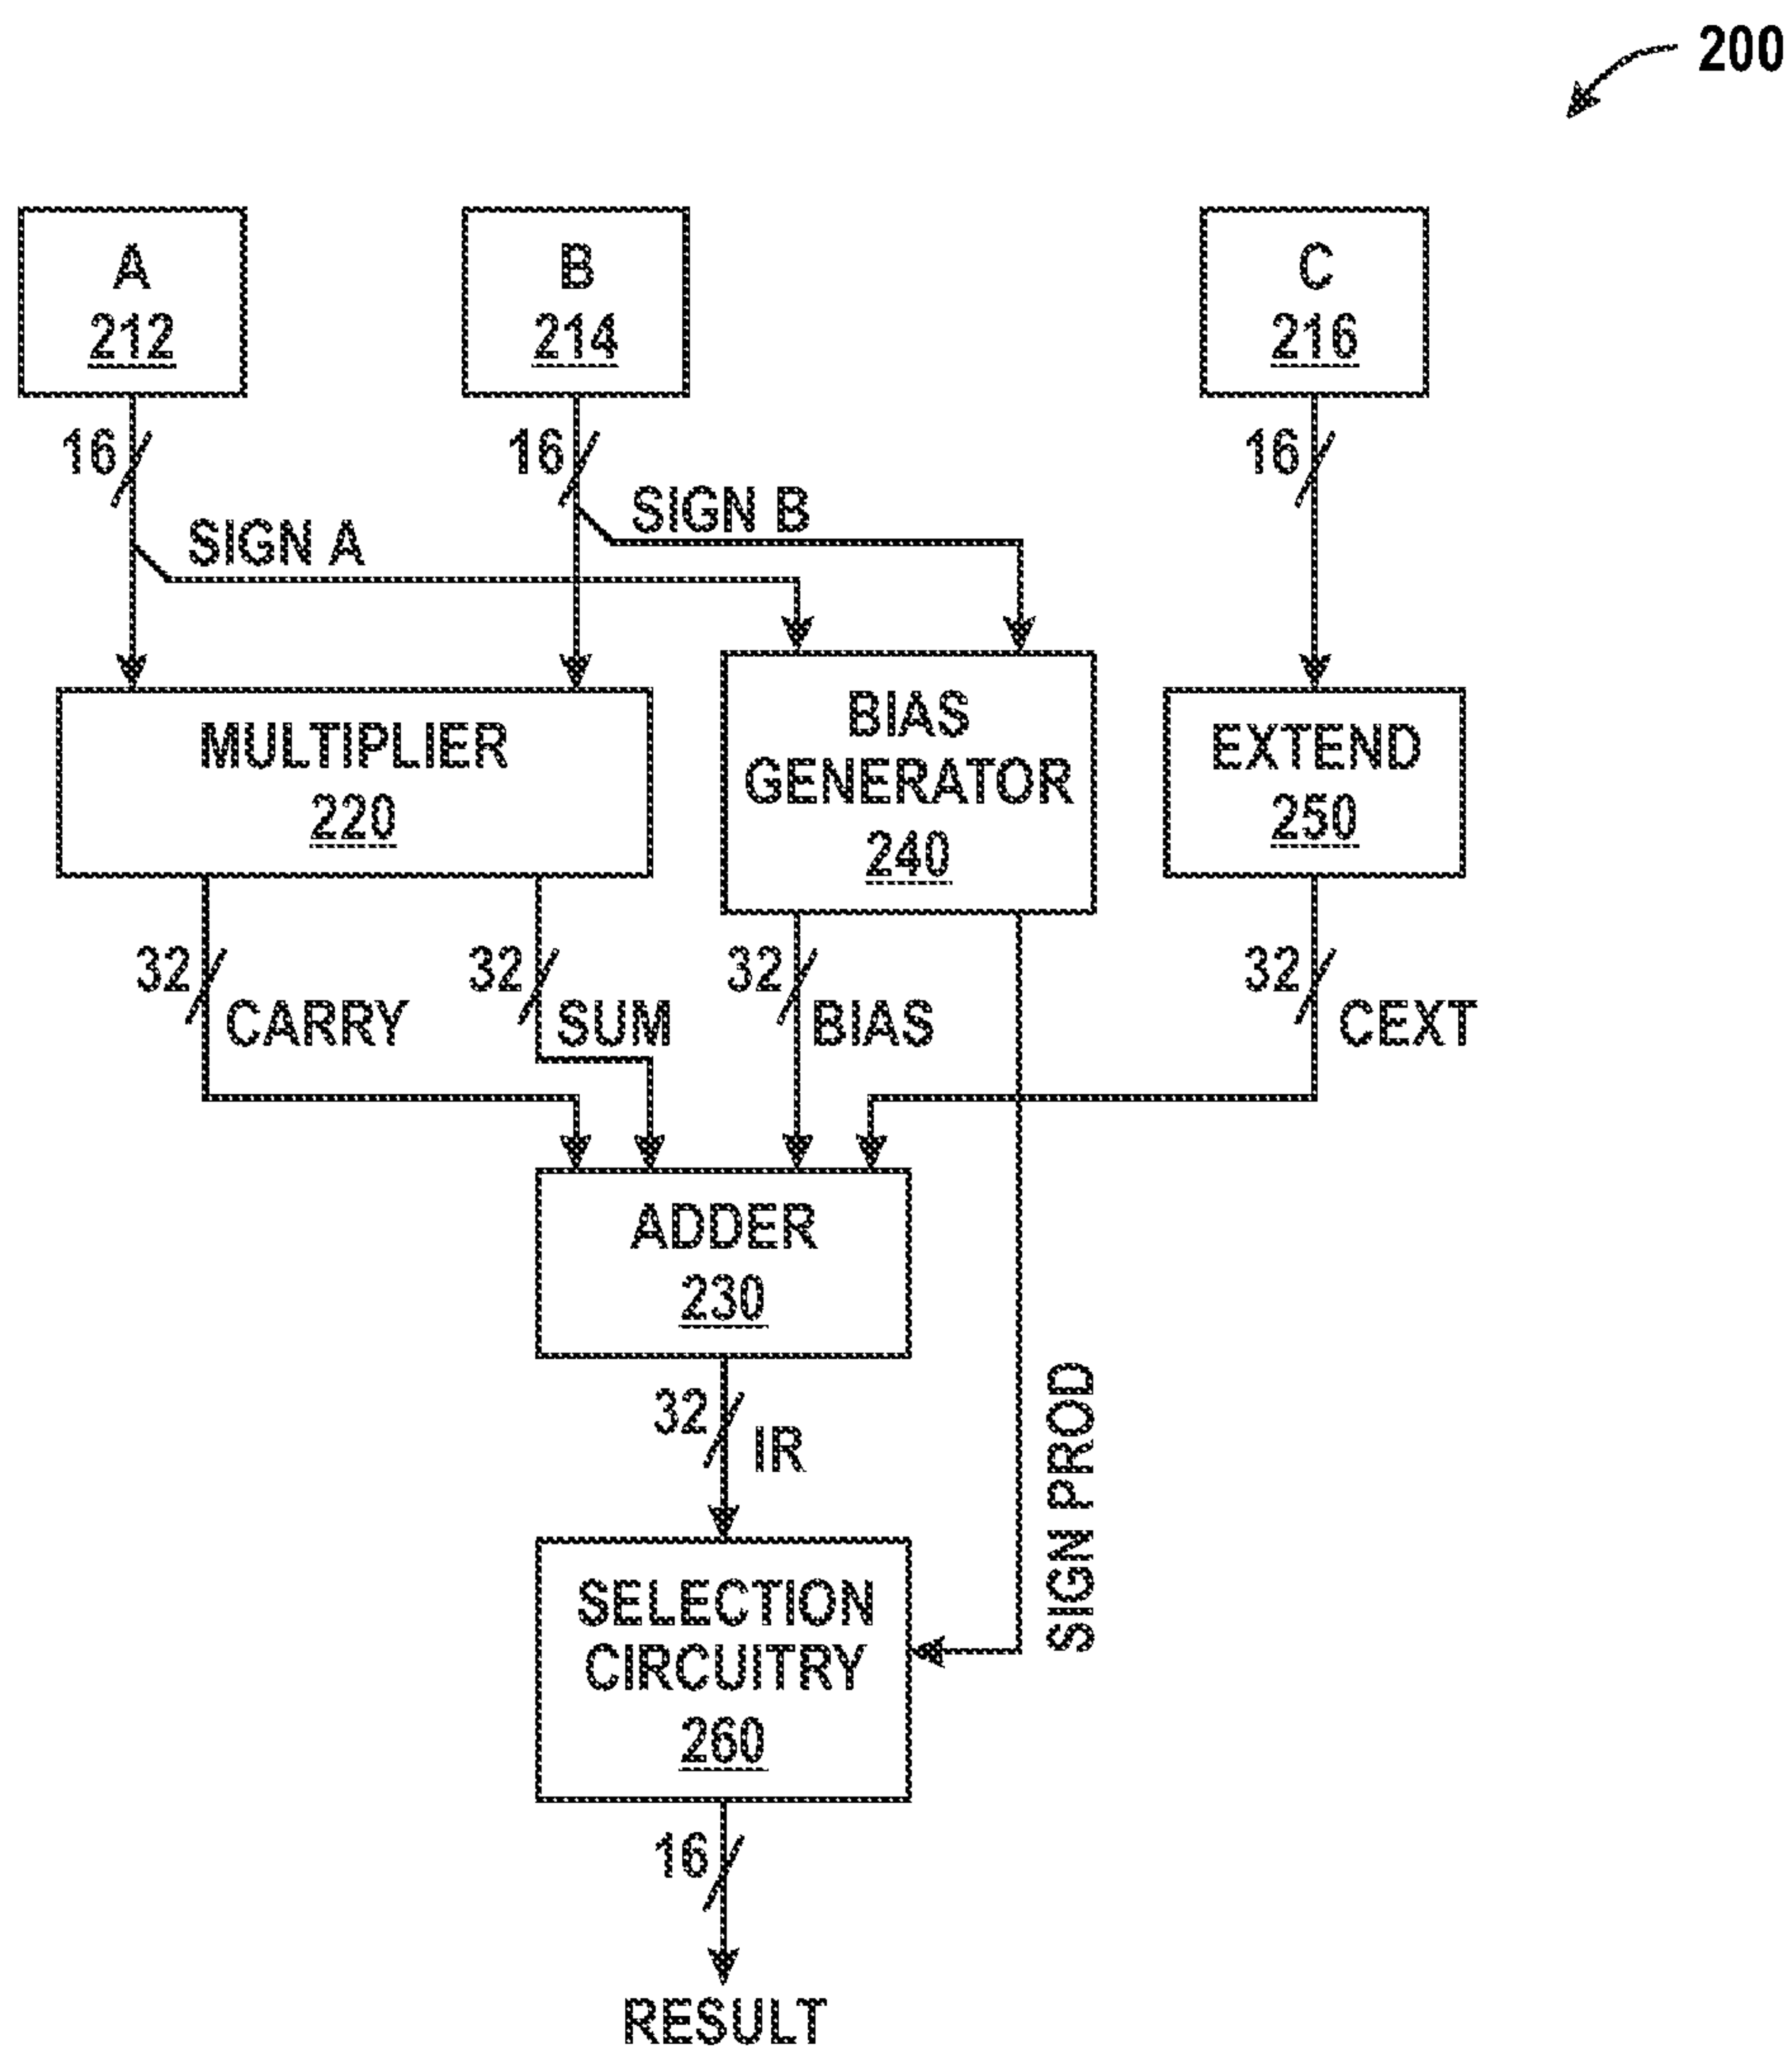 200
A
212
B
214
C
216
16
16
16
SIGN A
SIGN B
MULTIPLIER
220
BIAS
GENERATOR
240
EXTEND
250
32
CARRY
32
SUM
32
BIAS
32
CEXT
ADDER
230
32
IR
SIGN PROD
SELECTION
CIRCUITRY
260
16
RESULT